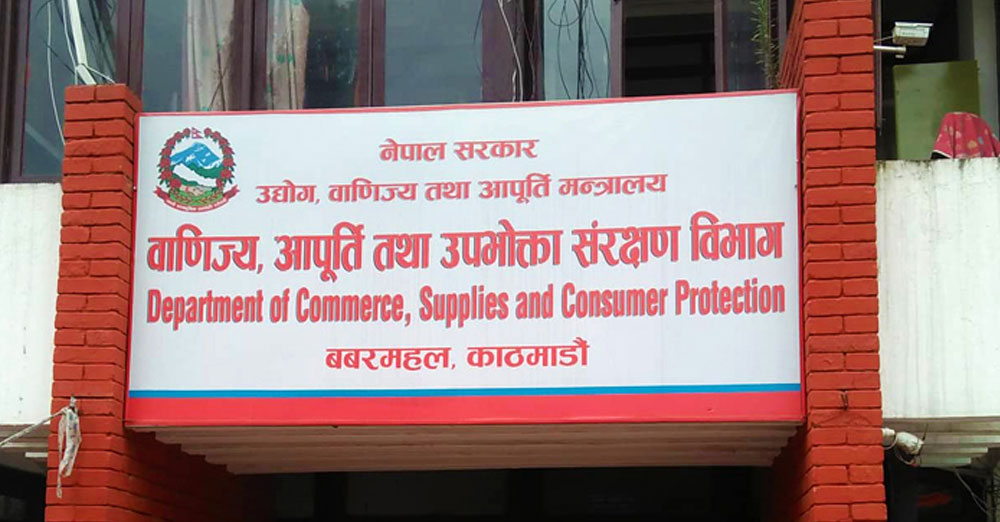 नेपाल सरकार
उद्योग, वाणिज्य तथा आपूर्ति मन्त्रालय
वाणिज्य, आपूर्ति तथा उपभोक्ता संरक्षण विभाग
Department of Commerce, Supplies and Consumer Protection
बबरमहल, काठमाडौं